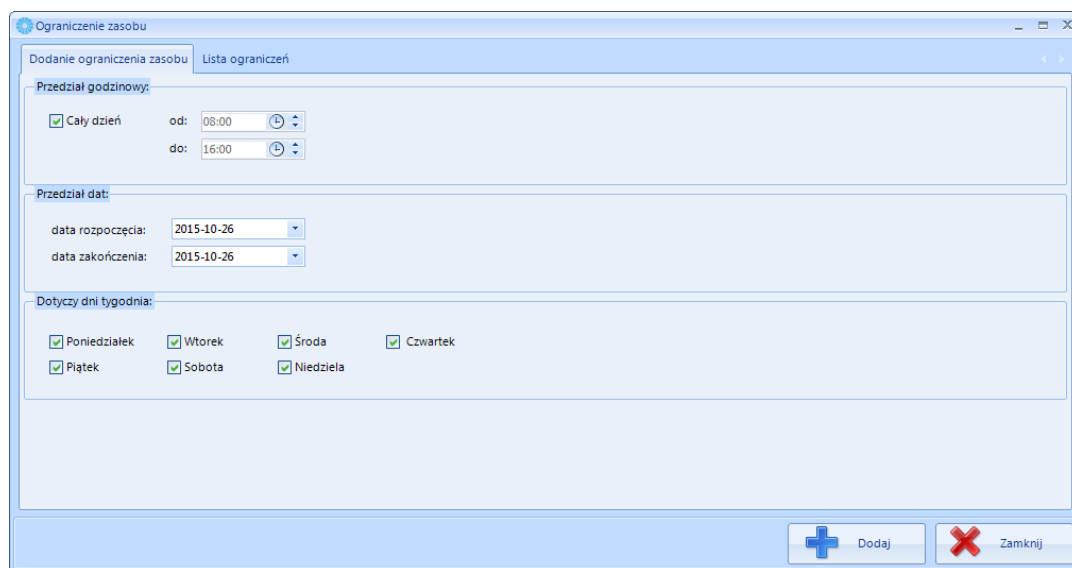 Ograniczenie zasobu
Dodanie ograniczenia zasobu Lista ograniczeń
Przedział godzinowy:
Cały dzień od: 08:00
do: 16:00
Przedział dat:
data rozpoczęcia: 2015-10-26
data zakończenia: 2015-10-26
Dotyczy dni tygodnia:
Poniedziałek Wtorek Środa Czwartek
Piątek Sobota Niedziela
Dodaj Zamknij